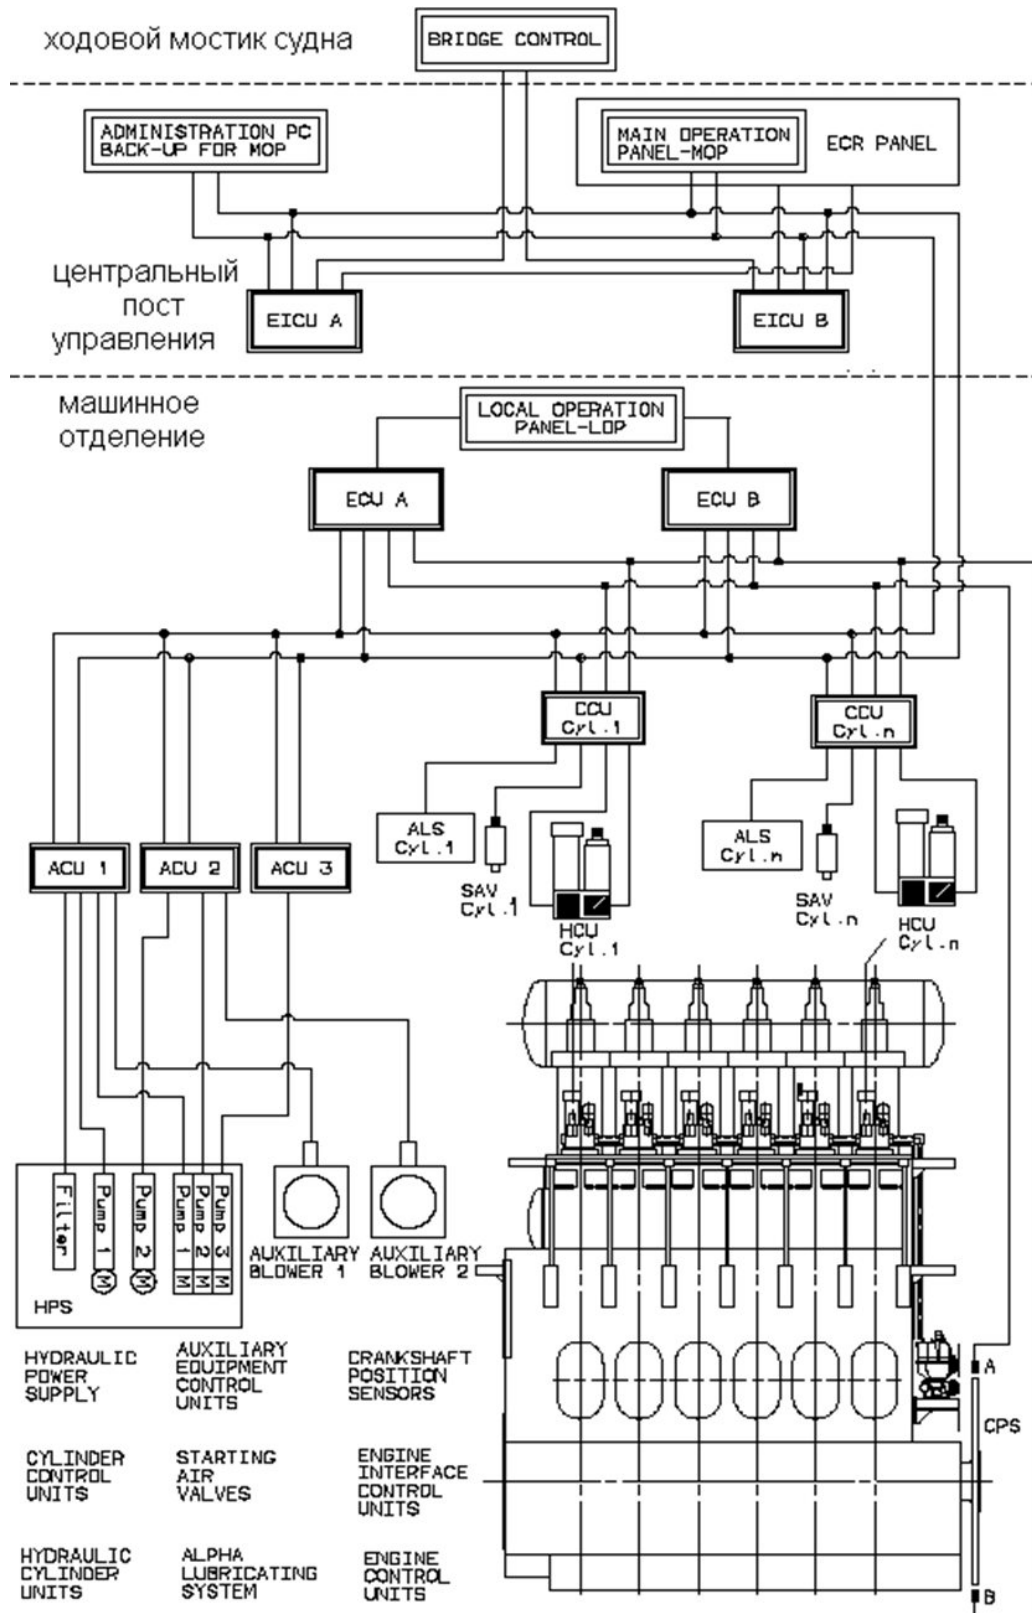 ходовой мостик судна
BRIDGE CONTROL
ADMINISTRATION PC
BACK-UP FOR MOP
MAIN OPERATION
PANEL-MOP
ECR PANEL
центральный
пост
управления
EICU A
EICU B
машинное
отделение
LOCAL OPERATION
PANEL-LOP
ECU A
ECU B
CCU
Cyl.1
CCU
Cyl.n
ALS
Cyl.1
SAV
Cyl.1
HCU
Cyl.1
ALS
Cyl.n
SAV
Cyl.n
HCU
Cyl.n
ACU 1
ACU 2
ACU 3
Filter
Pump 1
M
Pump 2
M
Pump 1
M
Pump 2
M
Pump 3
M
HPS
AUXILIARY
BLOWER 1
AUXILIARY
BLOWER 2
A
CPS
B
HYDRAULIC
POWER
SUPPLY
AUXILIARY
EQUIPMENT
CONTROL
UNITS
CRANKSHAFT
POSITION
SENSORS
CYLINDER
CONTROL
UNITS
STARTING
AIR
VALVES
ENGINE
INTERFACE
CONTROL
UNITS
HYDRAULIC
CYLINDER
UNITS
ALPHA
LUBRICATING
SYSTEM
ENGINE
CONTROL
UNITS